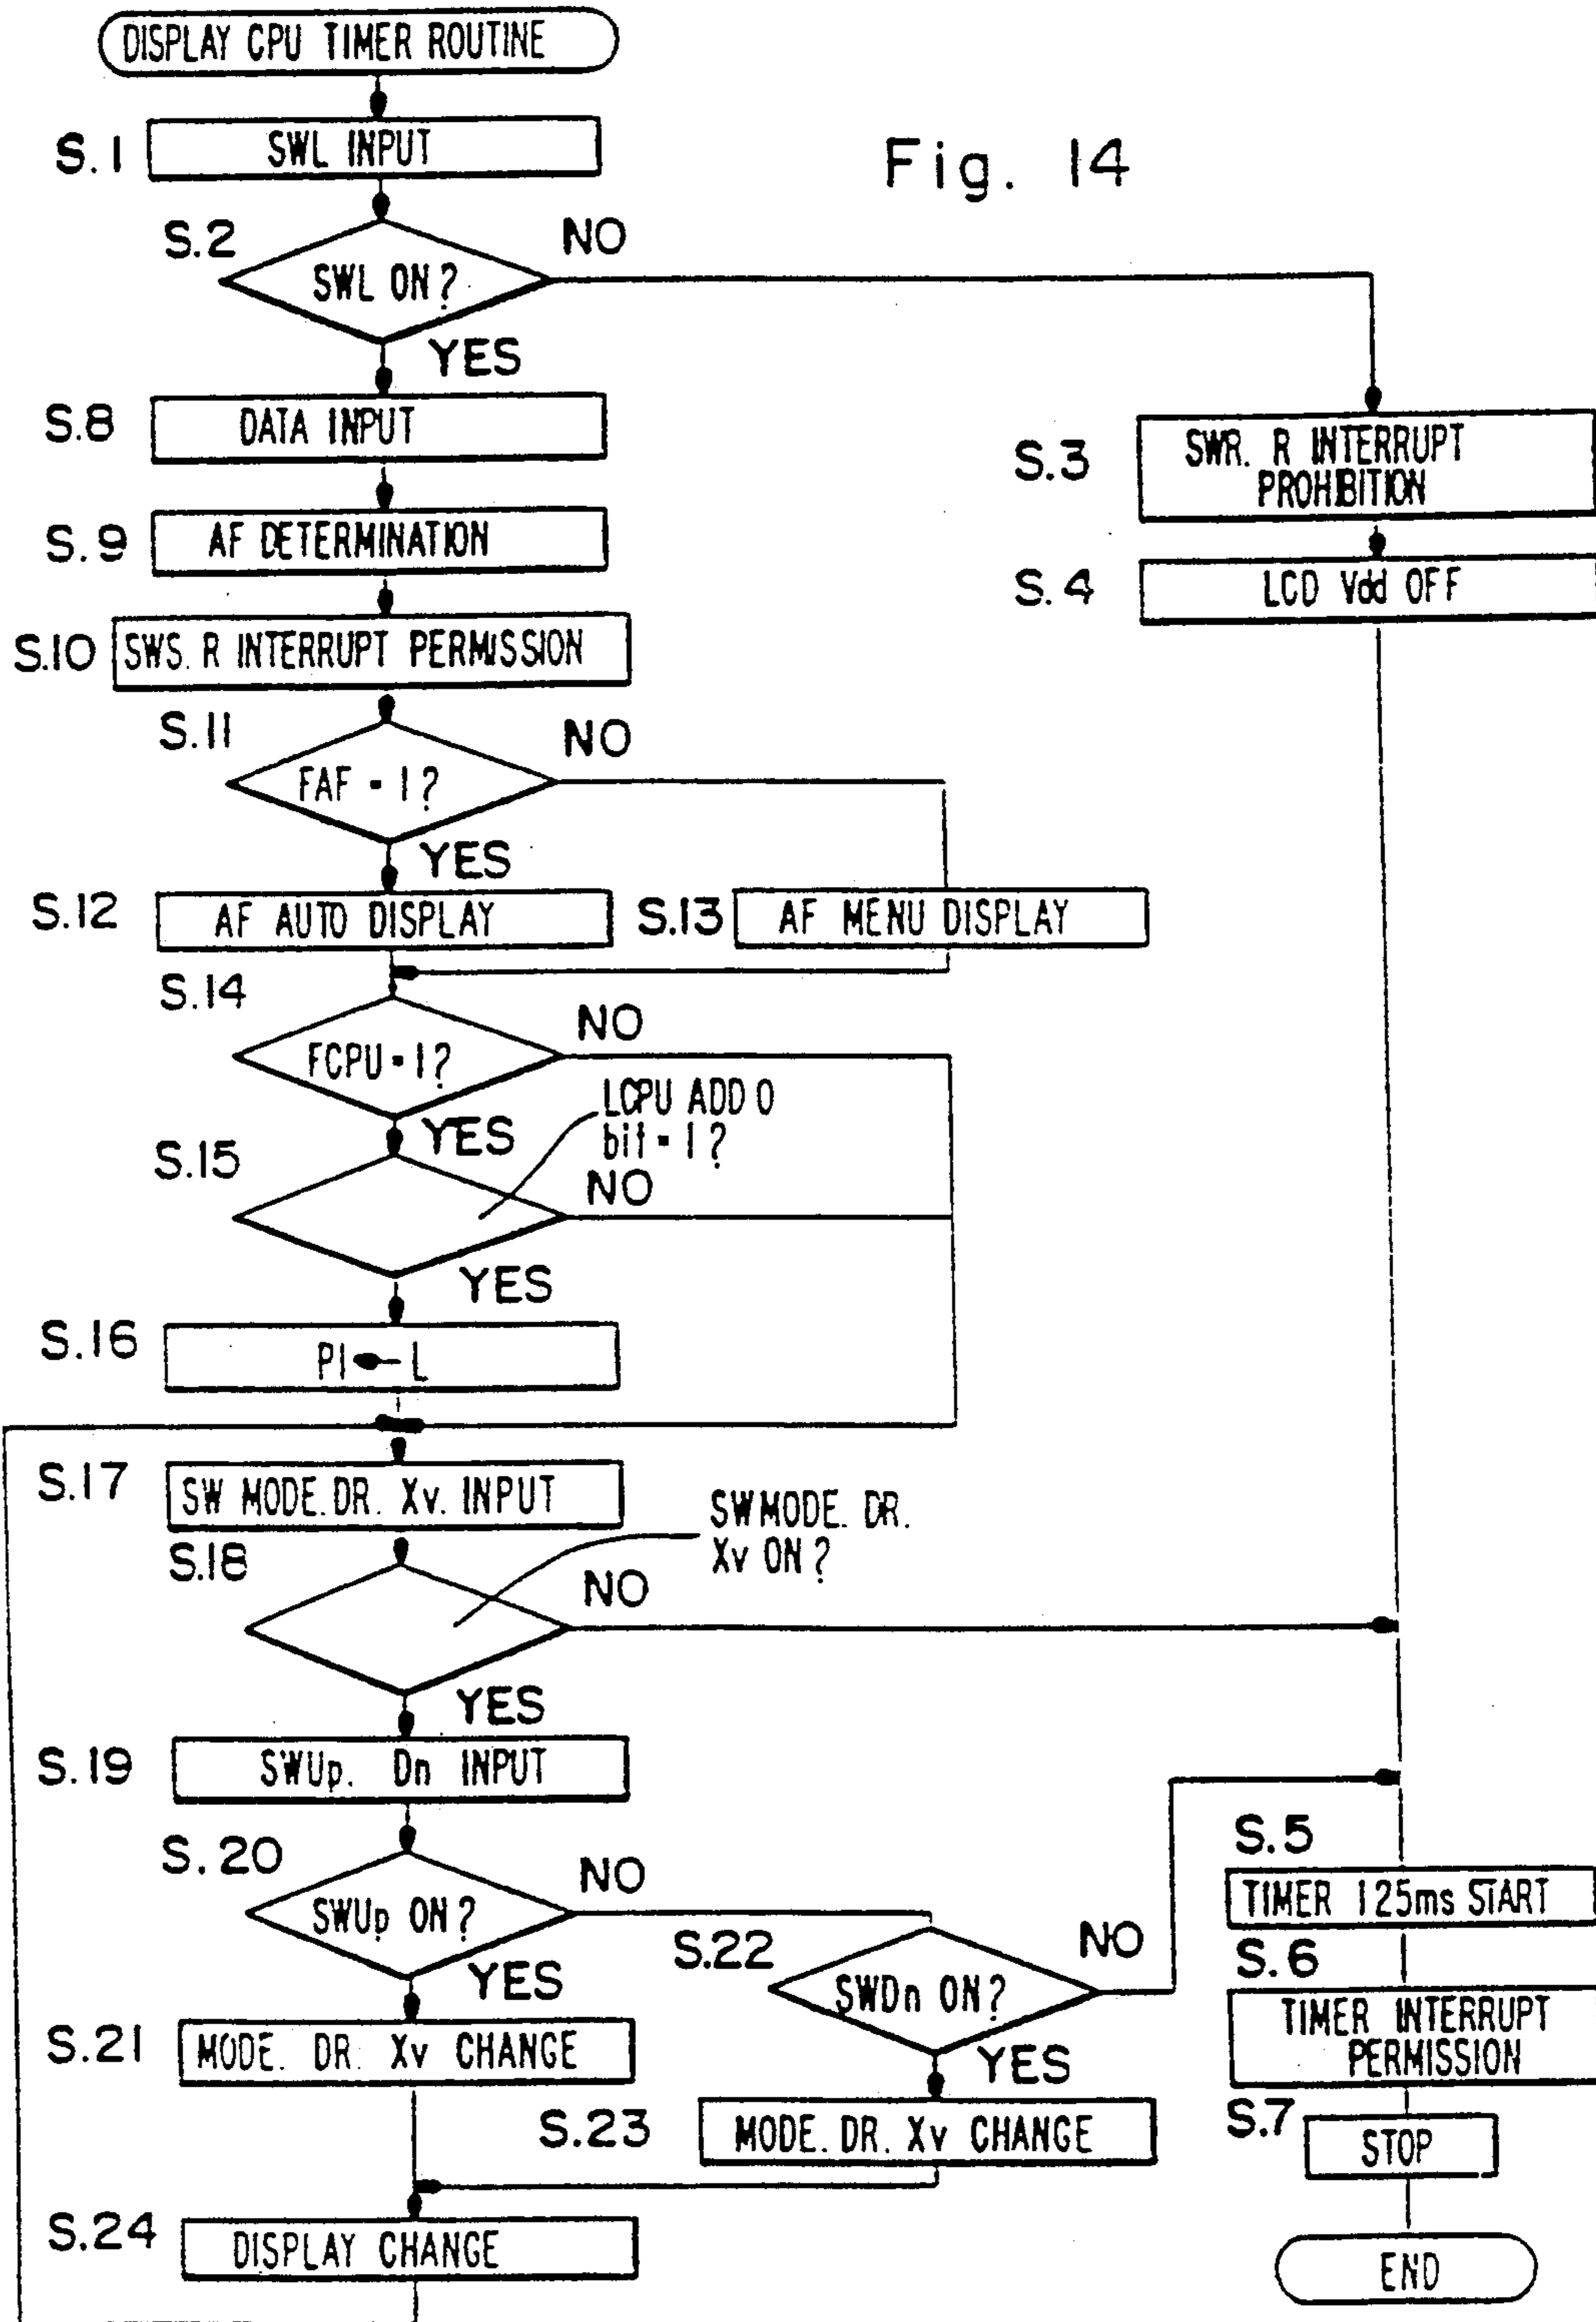 DISPLAY CPU TIMER ROUTINE
Fig. 14
S.1
SWL INPUT
S.2
SWL ON?
NO
YES
S.8
DATA INPUT
S.3
SWR. R INTERRUPT
PROHIBITION
S.9
AF DETERMINATION
S.4
LCD Vdd OFF
S.10
SWS. R INTERRUPT PERMISSION
S.11
FAF = 1?
NO
YES
S.12
AF AUTO DISPLAY
S.13
AF MENU DISPLAY
S.14
FCPU = 1?
NO
YES
LCPU ADD 0
bit = 1?
S.15
NO
YES
S.16
PI ← L
S.17
SW MODE. DR. Xv. INPUT
SW MODE. DR.
Xv ON?
S.18
NO
YES
S.19
SWUp. Dn INPUT
S.20
SWUp ON?
NO
YES
S.5
TIMER 125ms START
S.22
SWDn ON?
NO
YES
S.6
TIMER INTERRUPT
PERMISSION
S.21
MODE. DR. Xv CHANGE
S.23
MODE. DR. Xv CHANGE
S.7
STOP
S.24
DISPLAY CHANGE
END